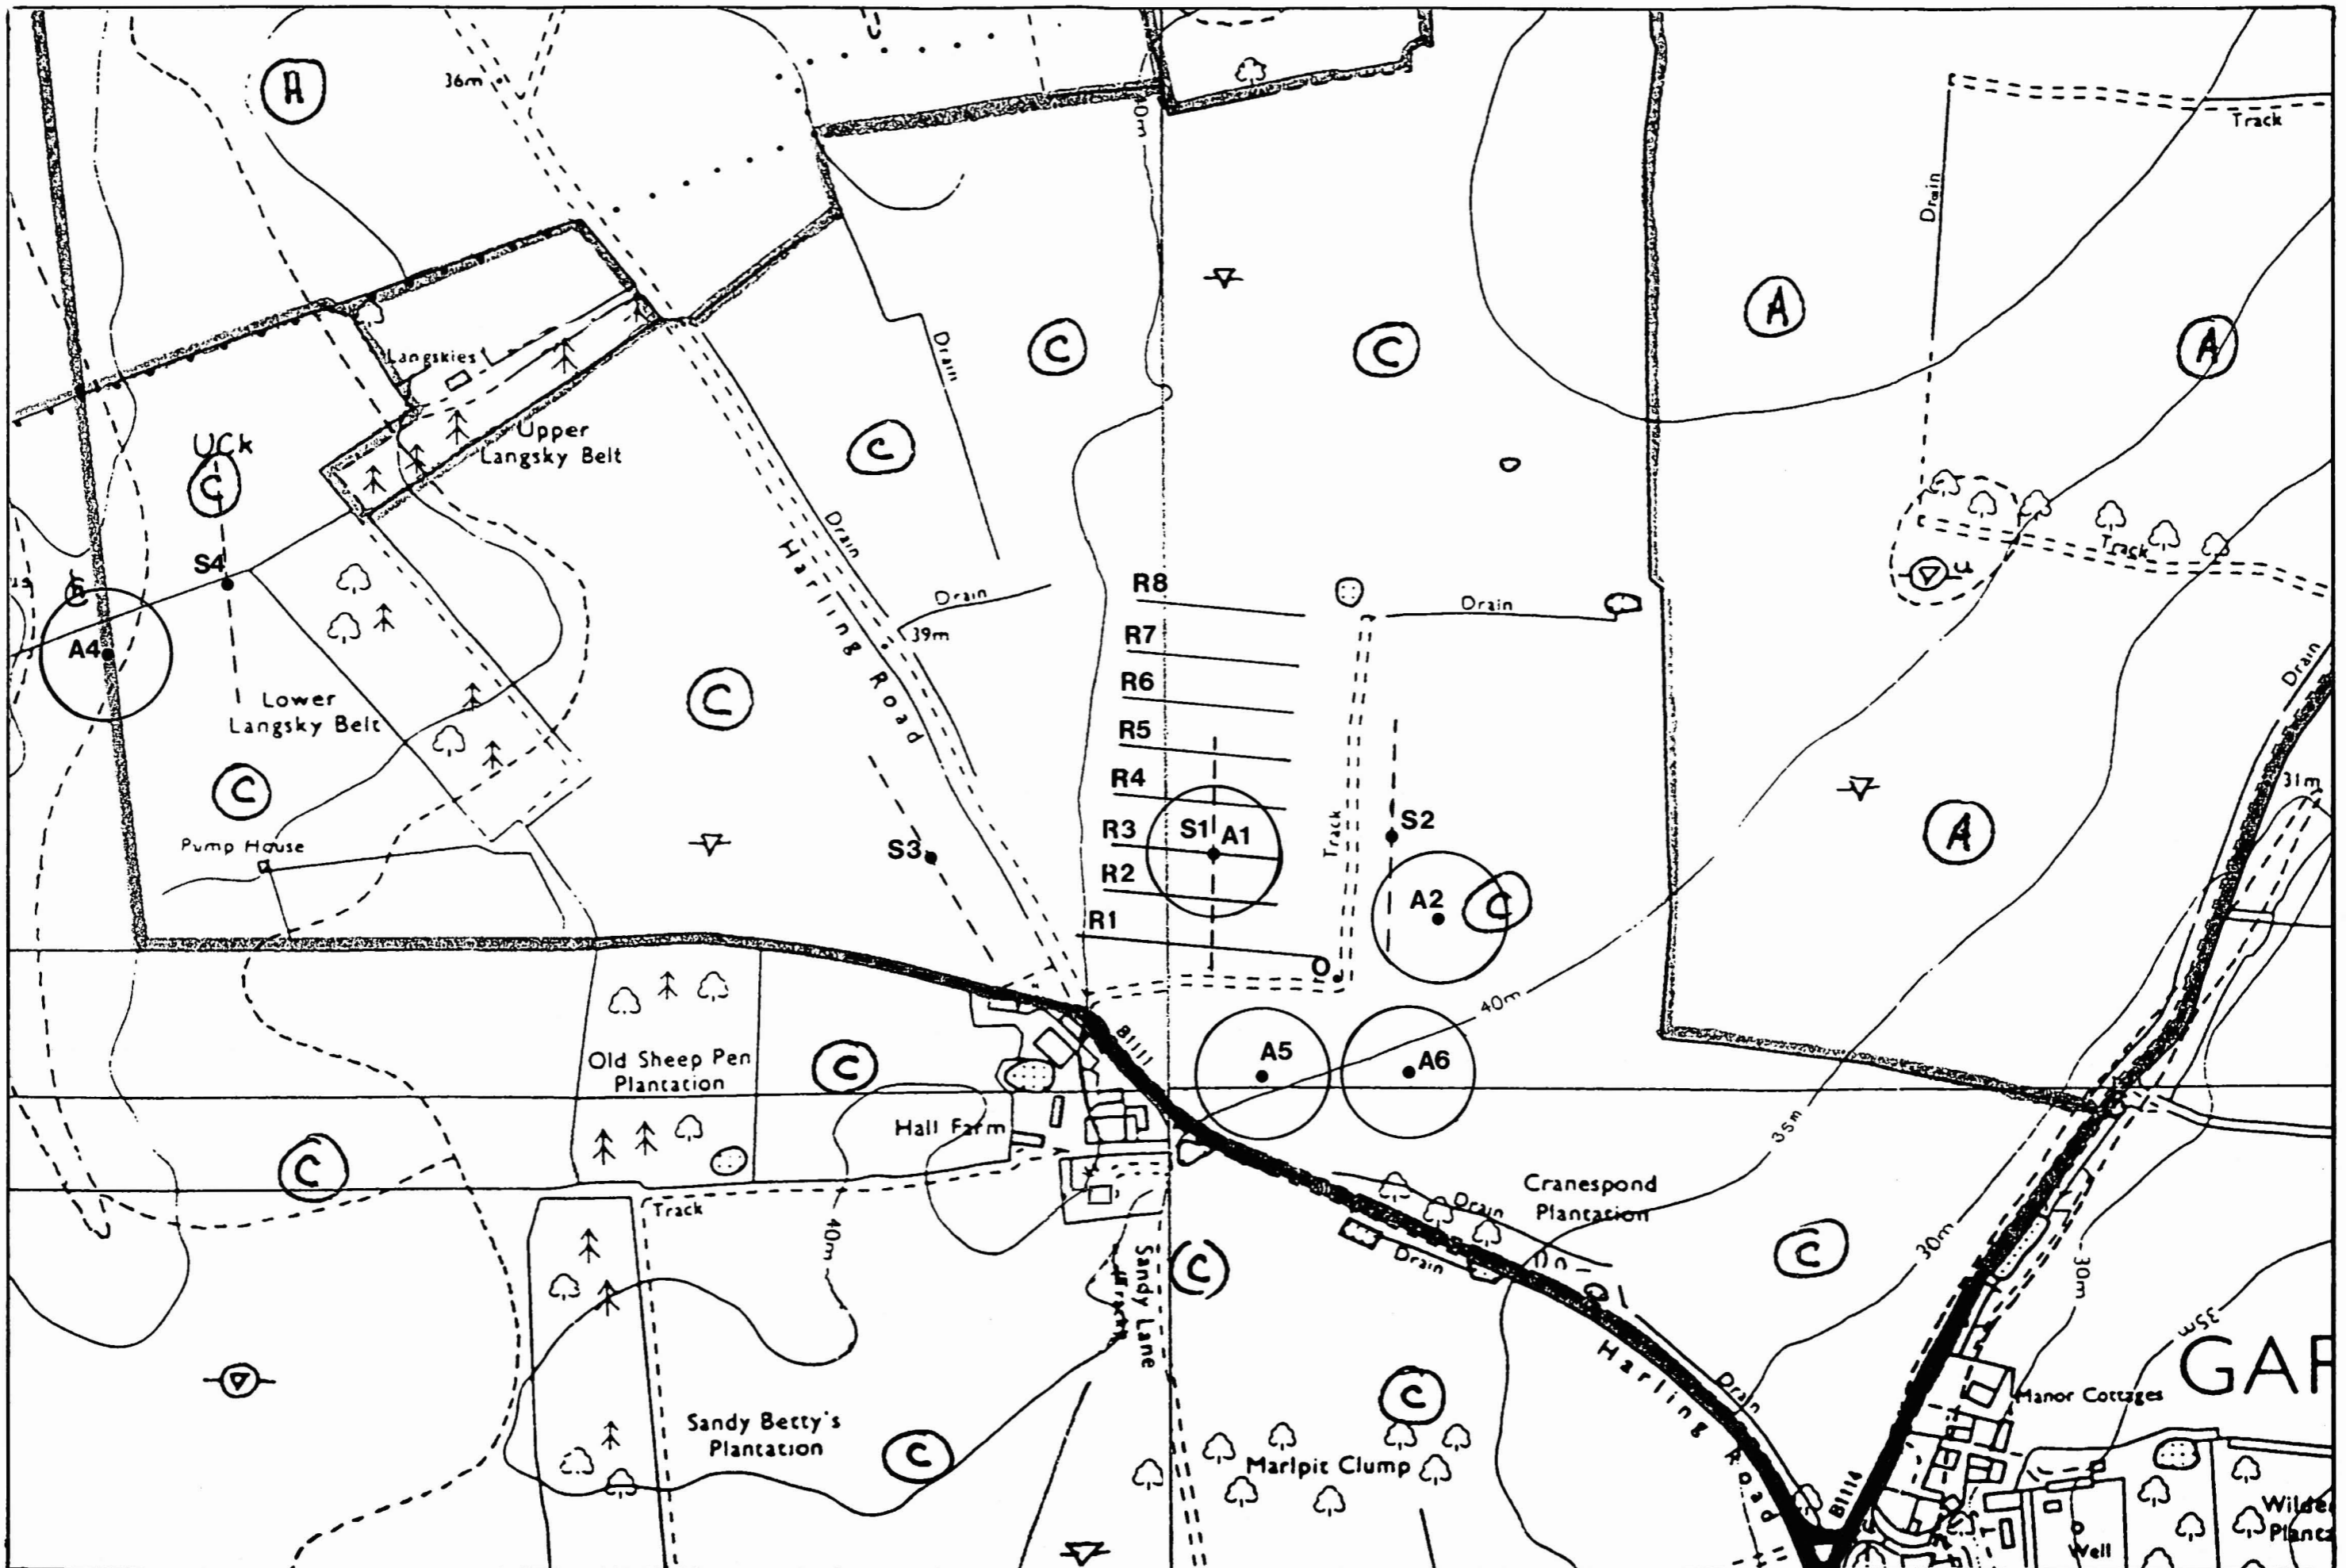 A
36m
40m
Track
Drain
A
A
C
C
C
Langskies
Upper
Langsky Belt
UCk
C
Drain
Drain
Harling Road
S4
A4
Drain
39m
Drain
Track
u
R8
R7
R6
R5
R4
R3
R2
R1
S1
A1
S2
A2
C
S3
C
Lower
Langsky Belt
C
Pump House
Track
A
Drain
31m
O
40m
B1111
A5
A6
Old Sheep Pen
Plantation
C
Hall Farm
35m
C
Track
40m
Sandy Lane
(Track)
C
Cranespond
Plantation
Drain
Drain
C
30m
30m
35m
GAR
Harling Road
Drain
Manor Cottages
Sandy Betty's
Plantation
C
C
Marlpit Clump
B1114
Well